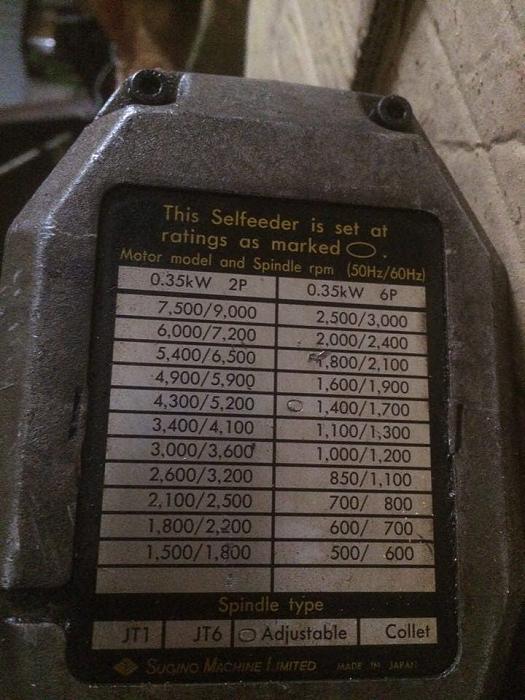 This Selfeeder is set at
ratings as marked .
Motor model and Spindle rpm (50Hz/60Hz)
0.35kW 2P 0.35kW 6P
7,500/9,000 2,500/3,000
6,000/7,200 2,000/2,400
5,400/6,500 1,800/2,100
4,900/5,900 1,600/1,900
4,300/5,200 1,400/1,700
3,400/4,100 1,100/1,300
3,000/3,600 1,000/1,200
2,600/3,200 850/1,100
2,100/2,500 700/ 800
1,800/2,200 600/ 700
1,500/1,800 500/ 600
Spindle type
JT1 JT6 Adjustable Collet
SUGINO MACHINE LIMITED MADE IN JAPAN